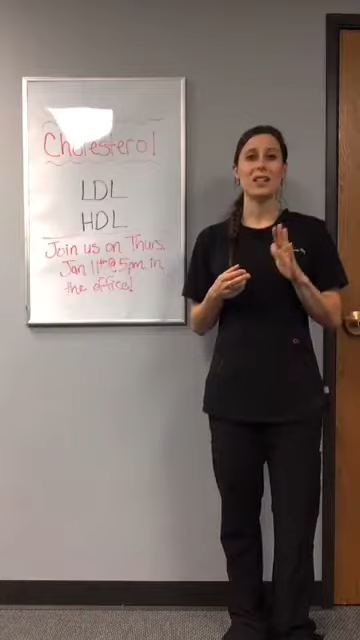 Cholesterol
LDL
HDL
Join us on Thurs.
Jan 11th @ 5pm in
the office!